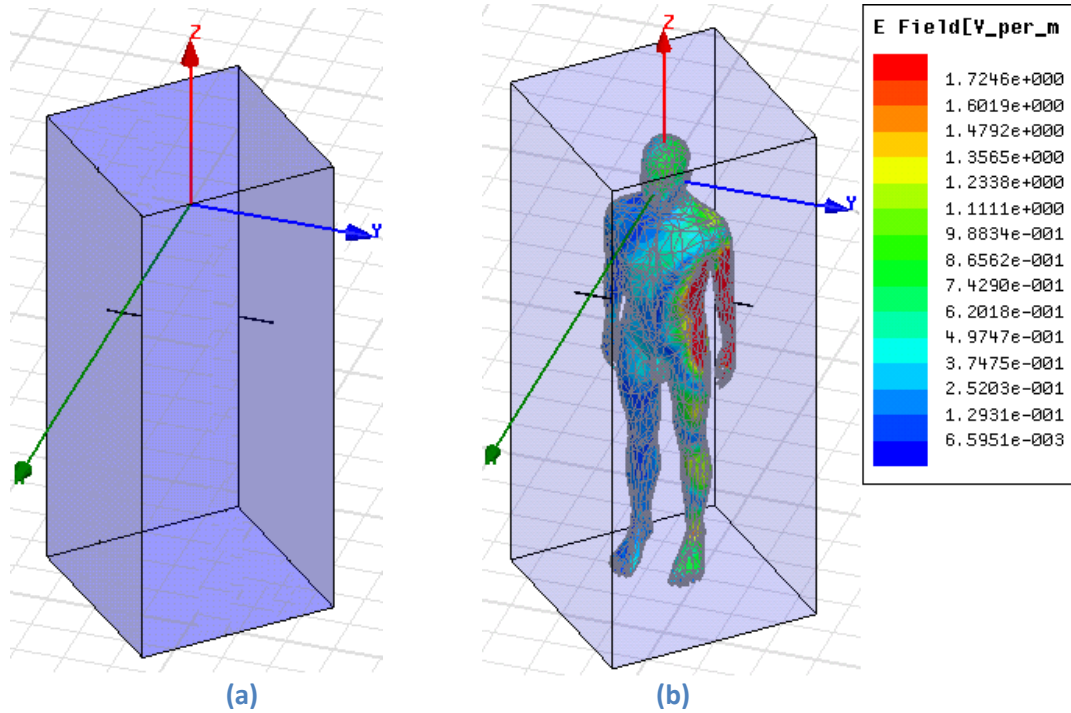 Z
Y
(a)
Z
Y
(b)
E Field[V_per_m
1.7246e+000
1.6019e+000
1.4792e+000
1.3565e+000
1.2338e+000
1.1111e+000
9.8834e-001
8.6562e-001
7.4290e-001
6.2018e-001
4.9747e-001
3.7475e-001
2.5203e-001
1.2931e-001
6.5951e-003